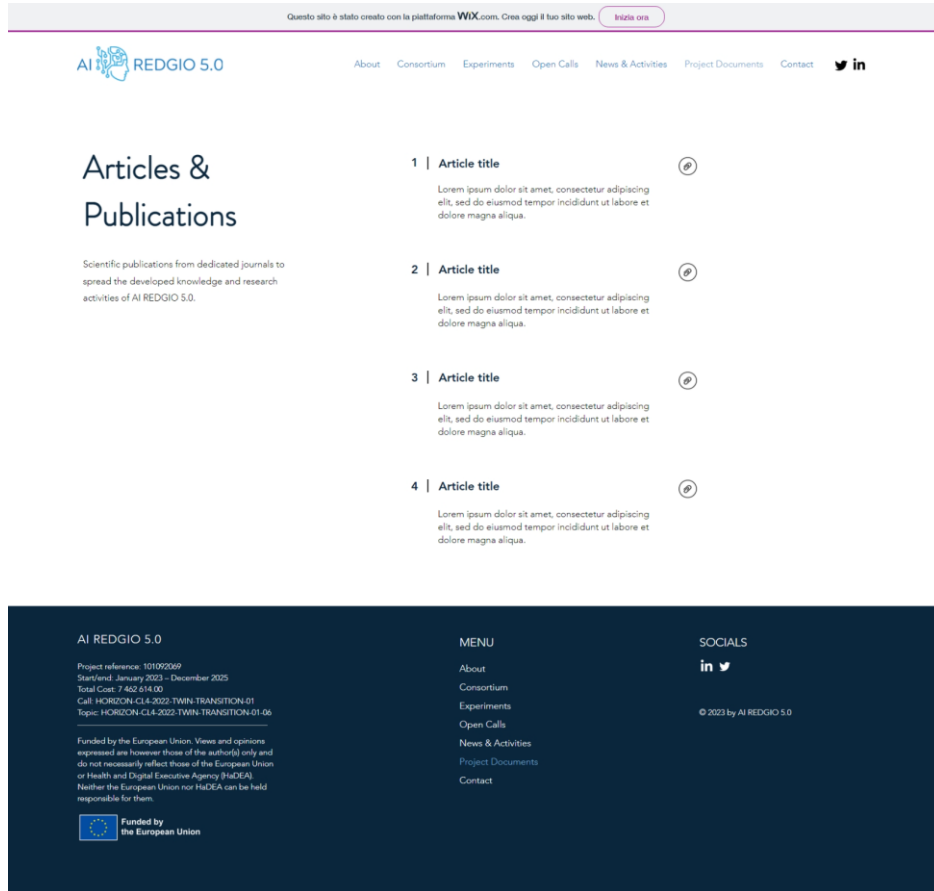 Questo sito è stato creato con la piattaforma WiX.com. Crea oggi il tuo sito web. Inizia ora
AI REDGIO 5.0
About Consortium Experiments Open Calls News & Activities Project Documents Contact
Articles &
Publications
Scientific publications from dedicated journals to
spread the developed knowledge and research
activities of AI REDGIO 5.0.
1 | Article title
Lorem ipsum dolor sit amet, consectetur adipiscing
elit, sed do eiusmod tempor incididunt ut labore et
dolore magna aliqua.
2 | Article title
Lorem ipsum dolor sit amet, consectetur adipiscing
elit, sed do eiusmod tempor incididunt ut labore et
dolore magna aliqua.
3 | Article title
Lorem ipsum dolor sit amet, consectetur adipiscing
elit, sed do eiusmod tempor incididunt ut labore et
dolore magna aliqua.
4 | Article title
Lorem ipsum dolor sit amet, consectetur adipiscing
elit, sed do eiusmod tempor incididunt ut labore et
dolore magna aliqua.
AI REDGIO 5.0
Project reference: 101092069
Start/end: January 2023 – December 2025
Total Cost: 7 462 614.00
Call: HORIZON-CL4-2022-TWIN-TRANSITION-01
Topic: HORIZON-CL4-2022-TWIN-TRANSITION-01-06
Funded by the European Union. Views and opinions
expressed are however those of the author(s) only and
do not necessarily reflect those of the European Union
or Health and Digital Executive Agency (HaDEA).
Neither the European Union nor HaDEA can be held
responsible for them.
Funded by
the European Union
MENU
About
Consortium
Experiments
Open Calls
News & Activities
Project Documents
Contact
SOCIALS
in
© 2023 by AI REDGIO 5.0